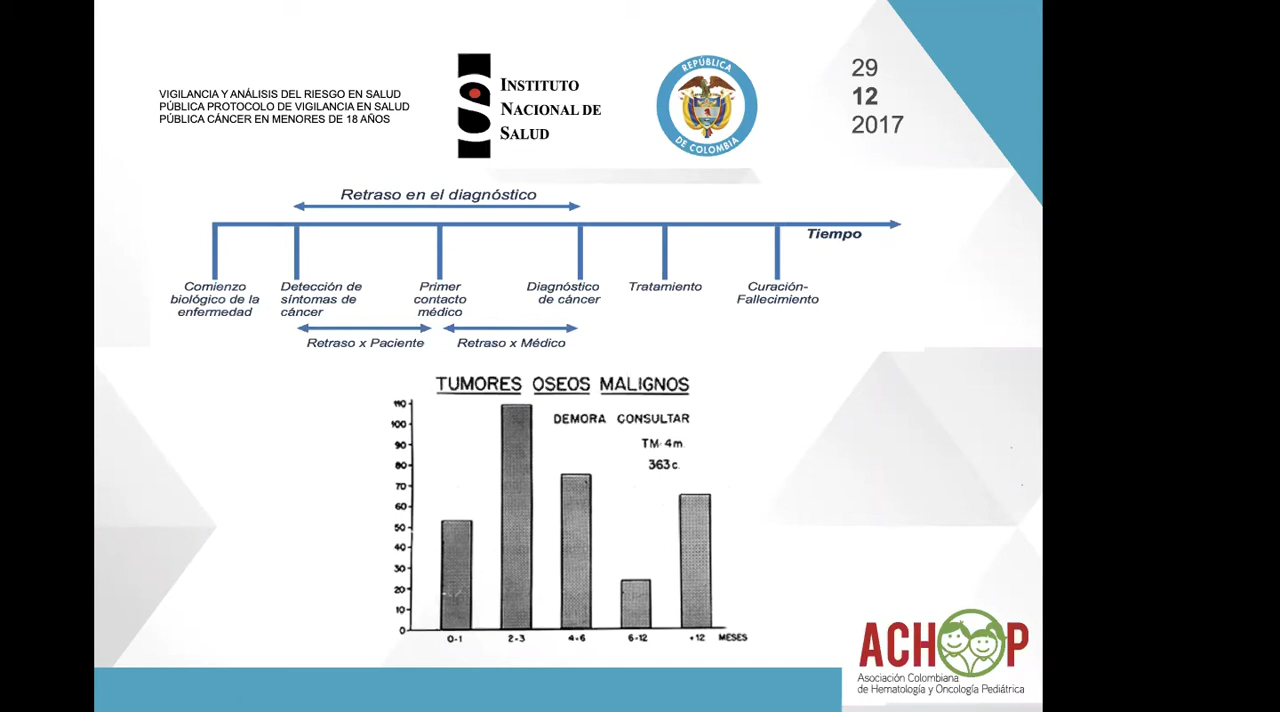 VIGILANCIA Y ANÁLISIS DEL RIESGO EN SALUD
PÚBLICA PROTOCOLO DE VIGILANCIA EN SALUD
PÚBLICA CÁNCER EN MENORES DE 18 AÑOS
INSTITUTO
NACIONAL DE
SALUD
REPÚBLICA
DE COLOMBIA
29
12
2017
Retraso en el diagnóstico
Tiempo
Comienzo
biológico de la
enfermedad
Detección de
síntomas de
cáncer
Primer
contacto
médico
Diagnóstico
de cáncer
Tratamiento
Curación-
Fallecimiento
Retraso x Paciente
Retraso x Médico
TUMORES OSEOS MALIGNOS
DEMORA CONSULTAR
TM- 4m.
363 c.
110
100
90
80
70
60
50
40
30
20
10
0
0-1
2-3
4-6
6-12
+12
MESES
ACHOP
Asociación Colombiana
de Hematología y Oncología Pediátrica